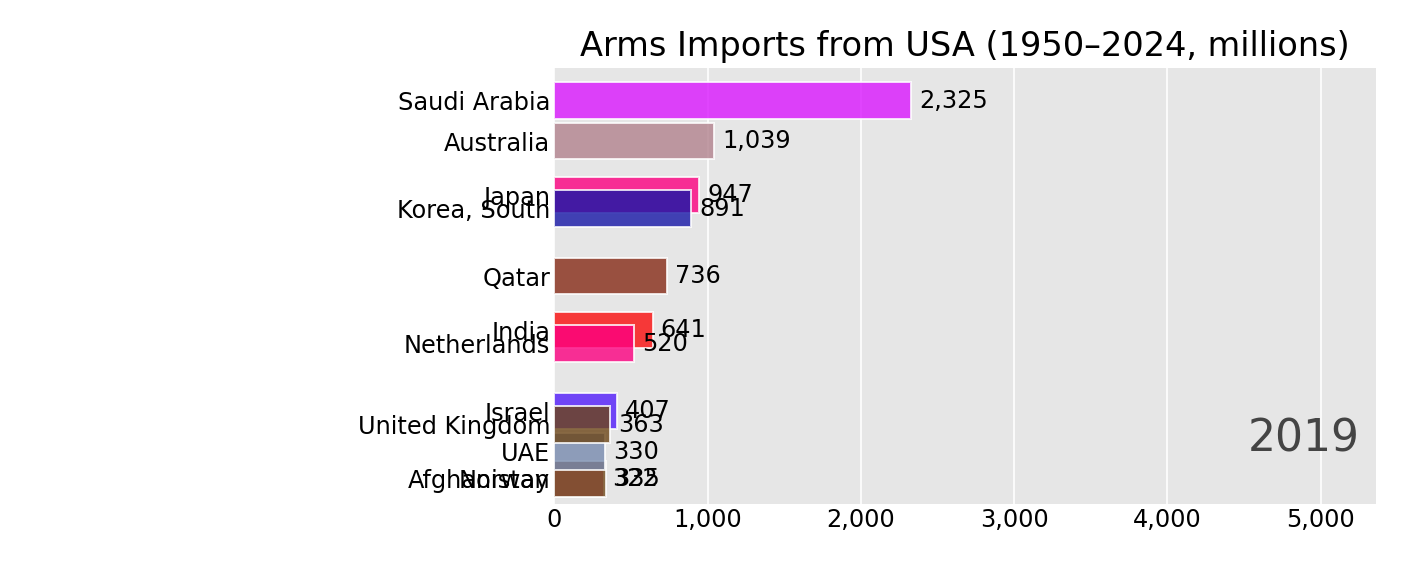 Arms Imports from USA (1950–2024, millions)
Saudi Arabia 2,325
Australia 1,039
Japan 947
Korea, South 891
Qatar 736
India 641
Netherlands 520
Israel 407
United Kingdom 363
2019
UAE 330
Afghanistan
Norway
0 1,000 2,000 3,000 4,000 5,000